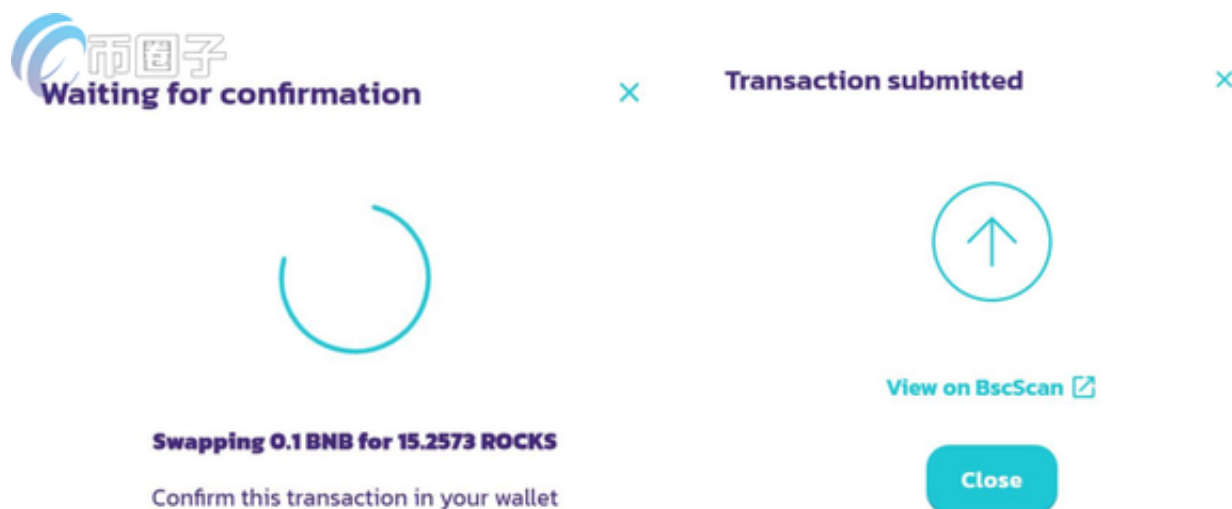 币圈子
Waiting for confirmation
Swapping 0.1 BNB for 15.2573 ROCKS
Confirm this transaction in your wallet
Transaction submitted
View on BscScan
Close